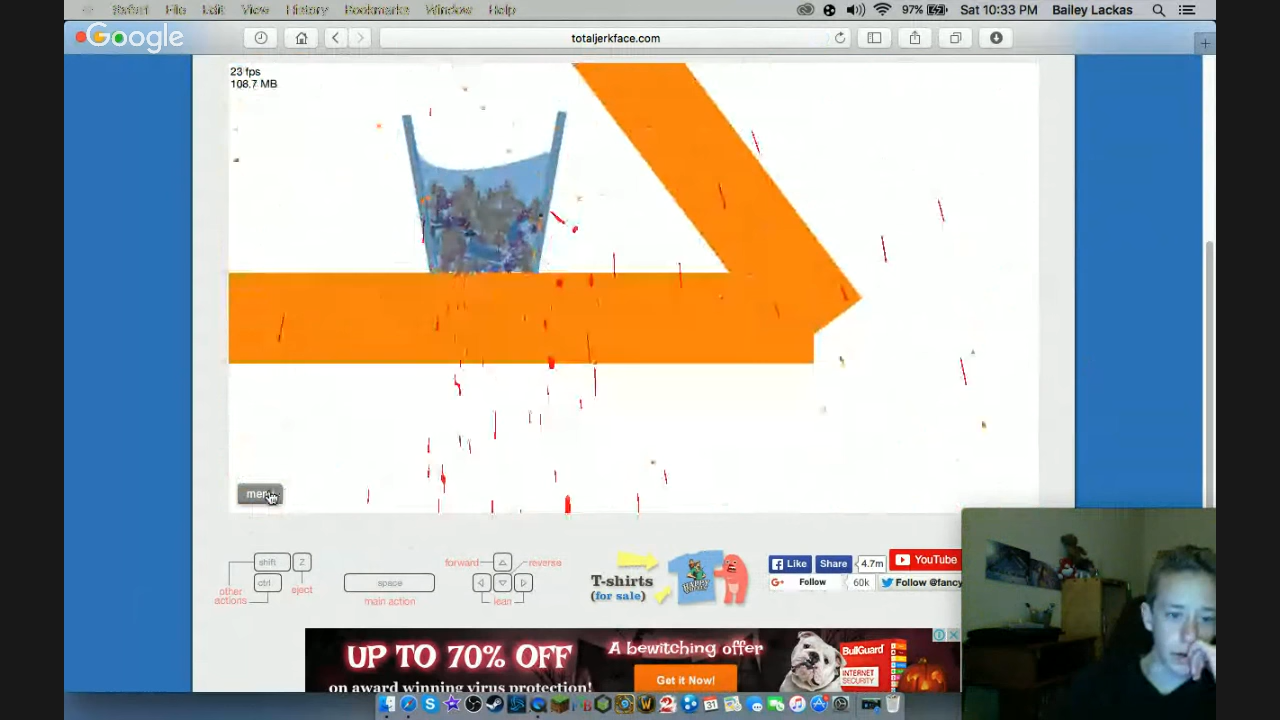 Safari File Edit View History Bookmarks Window Help 97% Sat 10:33 PM Bailey Lackas
Google
totaljerkface.com
23 fps
108.7 MB
menu
shift Z
ctrl
other actions
eject
space
main action
forward reverse
lean
T-shirts
(for sale)
Like Share 4.7m YouTube
Follow 60k Follow @fancy
UP TO 70% OFF
on award winning virus protection!
A bewitching offer
Get it Now!
BullGuard
INTERNET
SECURITY
31